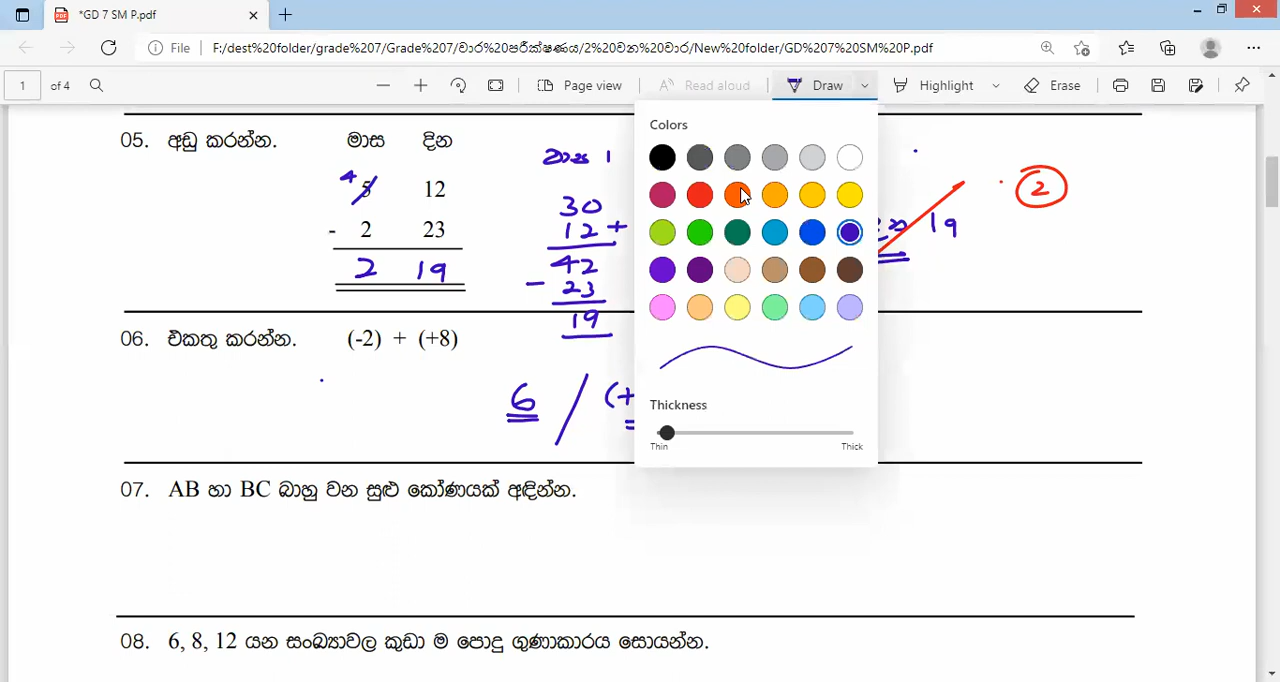 *GD 7 SM P.pdf
File F:/dest%20folder/grade%207/Grade%207/වාර%20පරීක්ෂණය/2%20වන%20වාර/New%20folder/GD%207%20SM%20P.pdf
1 of 4 Page view Read aloud Draw Highlight Erase
Colors
Thickness
Thin Thick
05. අඩු කරන්න. මාස දින
4 5 12
- 2 23
2 19
මාස 1
30
12 +
42
- 23
19
19
2
06. එකතු කරන්න. (-2) + (+8)
6 / (+
07. AB හා BC බාහු වන සුළු කෝණයක් අඳින්න.
08. 6, 8, 12 යන සංඛ්‍යාවල කුඩා ම පොදු ගුණාකාරය සොයන්න.